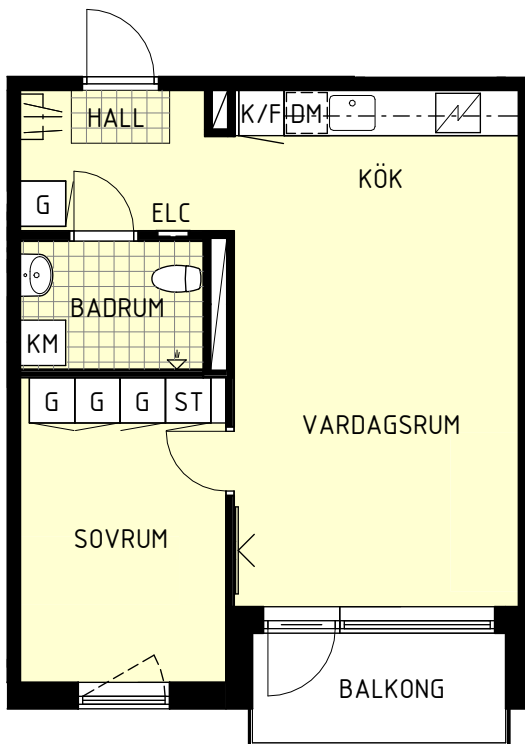 HALL
K/F DM
KÖK
G
ELC
BADRUM
KM
G G G ST
VARDAGSRUM
SOVRUM
BALKONG